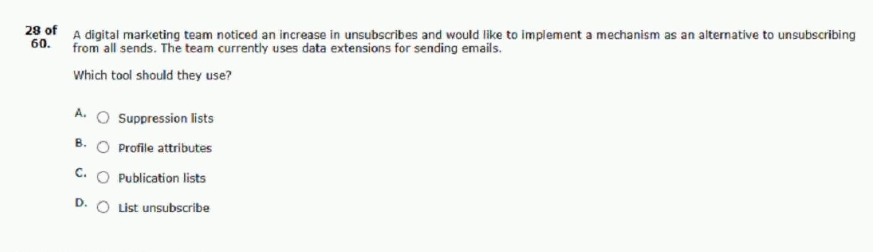 28 of A digital marketing team noticed an increase in unsubscribes and would like to implement a mechanism as an alternative to unsubscribing
60. from all sends. The team currently uses data extensions for sending emails.
Which tool should they use?
A. Suppression lists
B. Profile attributes
C. Publication lists
D. List unsubscribe